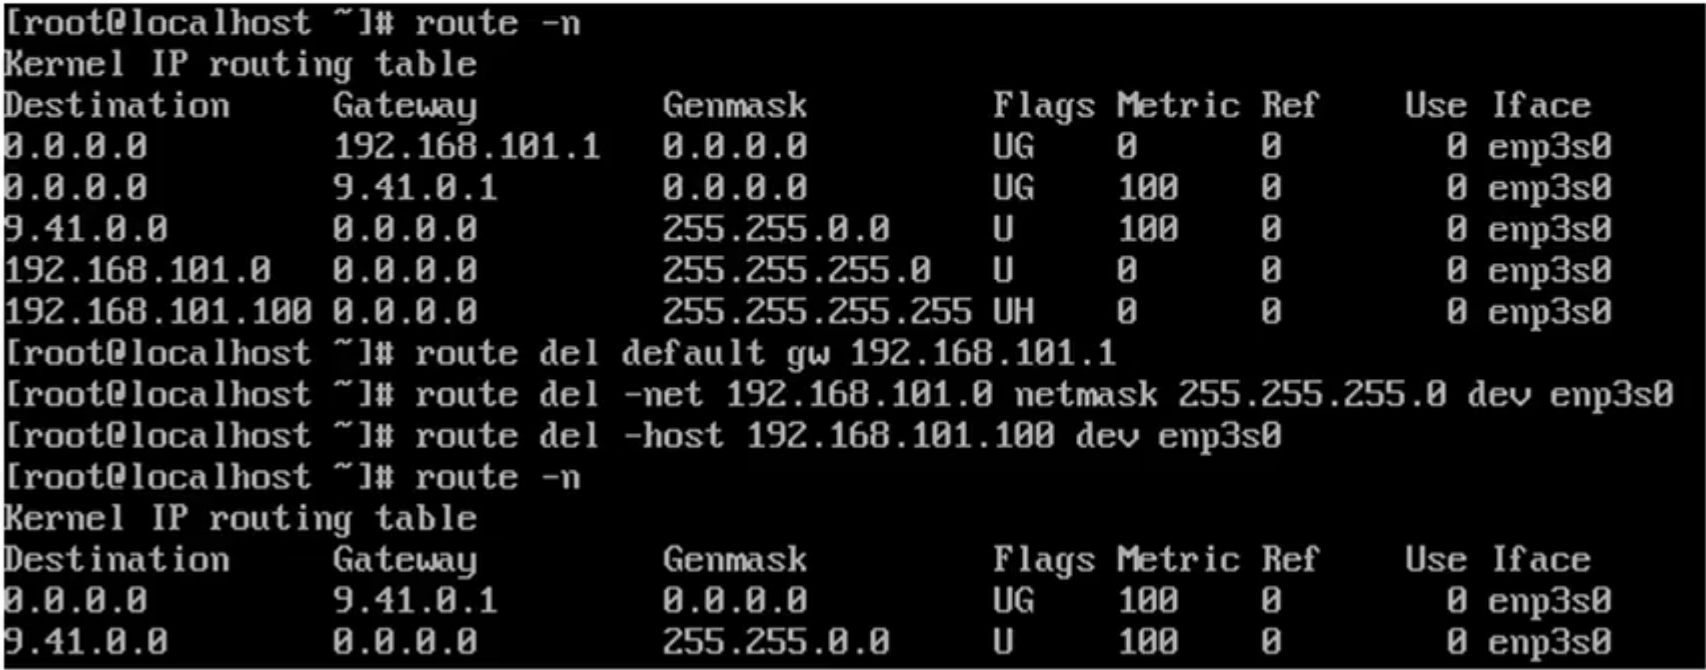 [root@localhost ~]# route -n
Kernel IP routing table
Destination     Gateway         Genmask         Flags Metric Ref    Use Iface
0.0.0.0         192.168.101.1   0.0.0.0         UG    0      0        0 enp3s0
0.0.0.0         9.41.0.1        0.0.0.0         UG    100    0        0 enp3s0
9.41.0.0        0.0.0.0         255.255.0.0     U     100    0        0 enp3s0
192.168.101.0   0.0.0.0         255.255.255.0   U     0      0        0 enp3s0
192.168.101.100 0.0.0.0         255.255.255.255 UH    0      0        0 enp3s0
[root@localhost ~]# route del default gw 192.168.101.1
[root@localhost ~]# route del -net 192.168.101.0 netmask 255.255.255.0 dev enp3s0
[root@localhost ~]# route del -host 192.168.101.100 dev enp3s0
[root@localhost ~]# route -n
Kernel IP routing table
Destination     Gateway         Genmask         Flags Metric Ref    Use Iface
0.0.0.0         9.41.0.1        0.0.0.0         UG    100    0        0 enp3s0
9.41.0.0        0.0.0.0         255.255.0.0     U     100    0        0 enp3s0